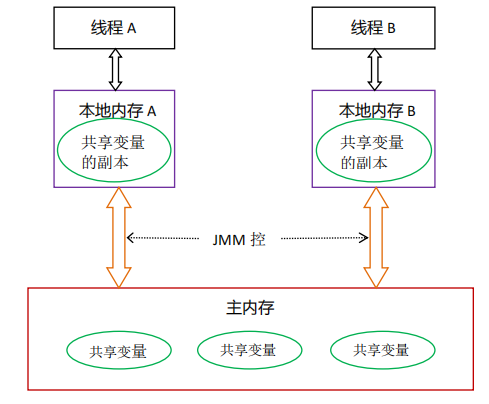 线程 A
线程 B
本地内存 A
本地内存 B
共享变量
的副本
共享变量
的副本
JMM 控
主内存
共享变量
共享变量
共享变量